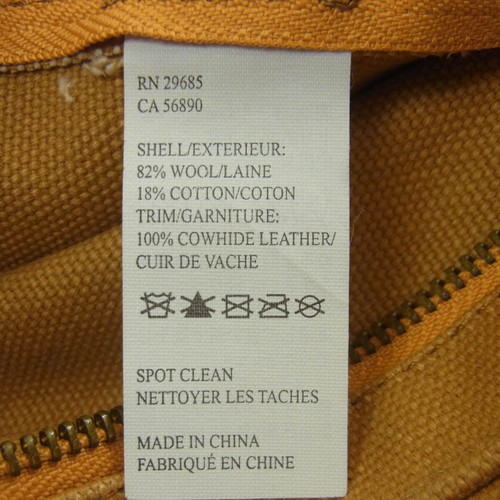 RN 29685
CA 56890
SHELL/EXTERIEUR:
82% WOOL/LAINE
18% COTTON/COTON
TRIM/GARNITURE:
100% COWHIDE LEATHER/
CUIR DE VACHE
SPOT CLEAN
NETTOYER LES TACHES
MADE IN CHINA
FABRIQUÉ EN CHINE